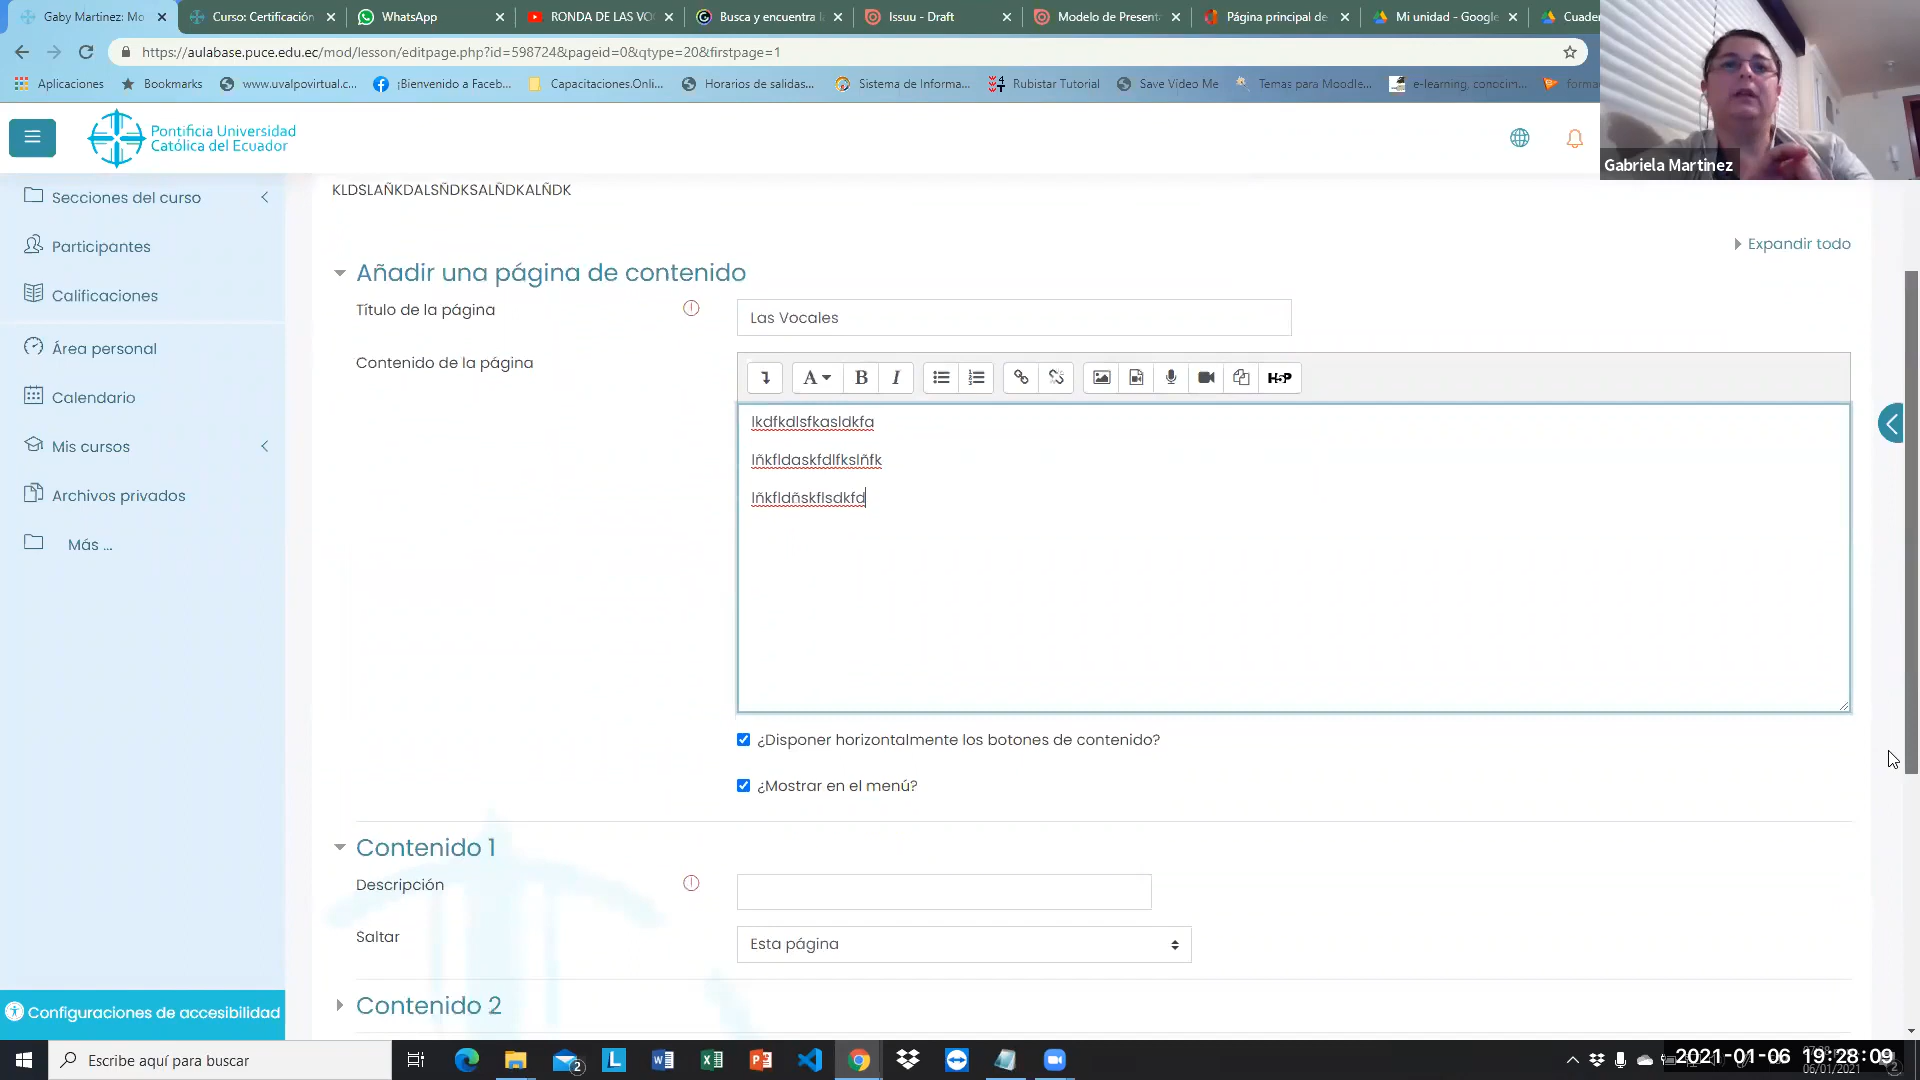 Gaby Martinez: Mo
Curso: Certificación
WhatsApp
RONDA DE LAS VO
Busca y encuentra l
Issuu - Draft
Modelo de Present
Página principal de
Mi unidad - Google
Cuade
https://aulabase.puce.edu.ec/mod/lesson/editpage.php?id=598724&pageid=0&qtype=20&firstpage=1
Aplicaciones
Bookmarks
www.uvalpovirtual.c...
¡Bienvenido a Faceb...
Capacitaciones.Onli...
Horarios de salidas...
Sistema de Informa...
Rubistar Tutorial
Save Video Me
Temas para Moodle...
e-learning, conocim...
forma
Pontificia Universidad
Católica del Ecuador
Gabriela Martinez
KLDSLAÑKDALSÑDKSALÑDKALÑDK
Secciones del curso
Participantes
Calificaciones
Área personal
Calendario
Mis cursos
Archivos privados
Más ...
Configuraciones de accesibilidad
Expandir todo
Añadir una página de contenido
Título de la página
Las Vocales
Contenido de la página
A
B
I
H5P
lkdfkdlsfkasldkfa
lñkfldaskfdlfkslñfk
lñkfldñskflsdkfd
¿Disponer horizontalmente los botones de contenido?
¿Mostrar en el menú?
Contenido 1
Descripción
Saltar
Esta página
Contenido 2
Escribe aquí para buscar
2021-01-06 19:28:09
06/01/2021